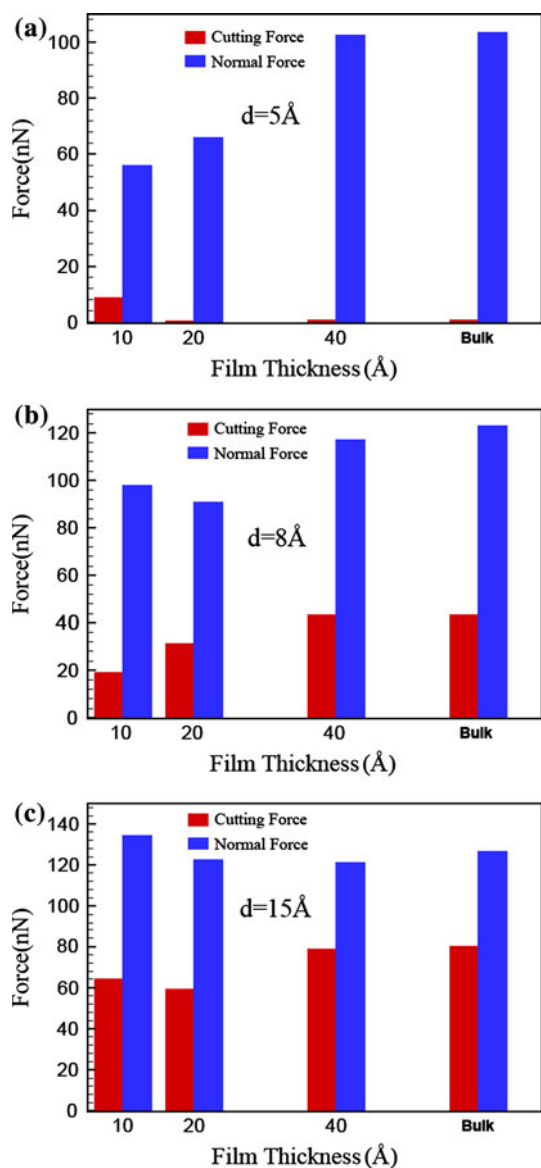 (a)
100
80
60
40
20
0
Force(nN)
Cutting Force
Normal Force
d=5Å
10 20 40 Bulk
Film Thickness (Å)
(b)
120
100
80
60
40
20
0
Force(nN)
Cutting Force
Normal Force
d=8Å
10 20 40 Bulk
Film Thickness (Å)
(c)
140
120
100
80
60
40
20
0
Force(nN)
Cutting Force
Normal Force
d=15Å
10 20 40 Bulk
Film Thickness (Å)